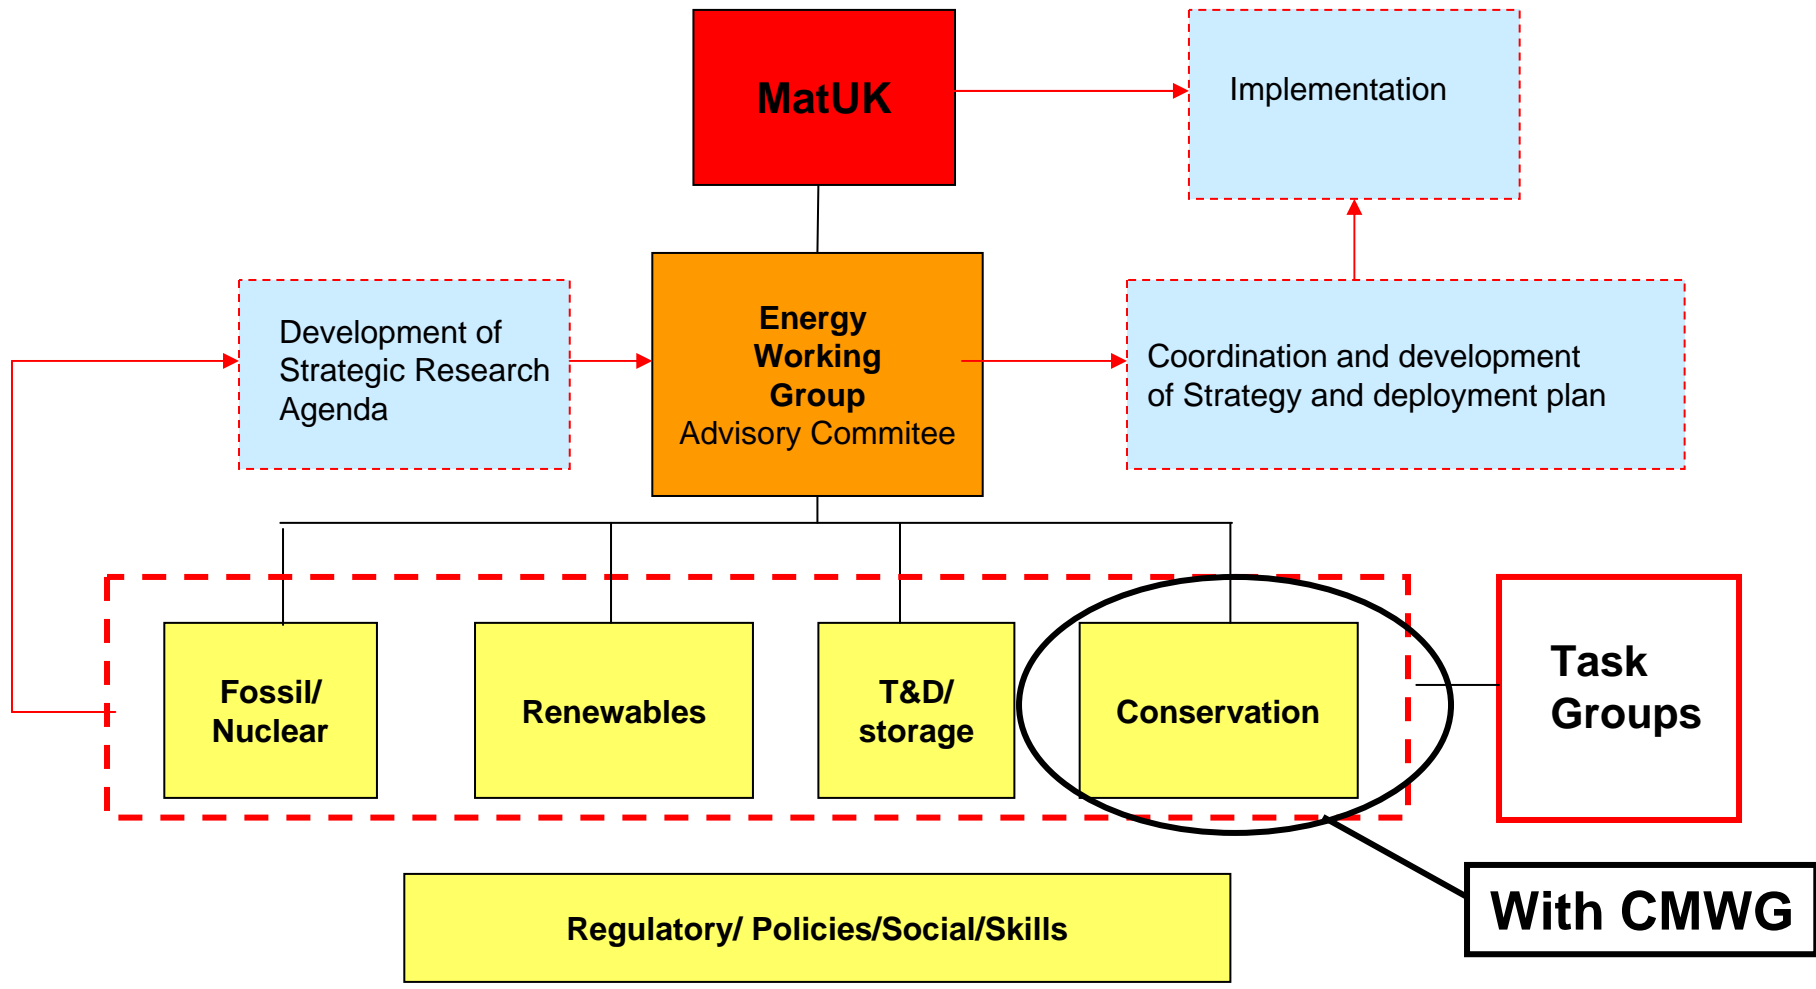 MatUK
Implementation
Development of
Strategic Research
Agenda
Energy
Working
Group
Advisory Commitee
Coordination and development
of Strategy and deployment plan
Fossil/
Nuclear
Renewables
T&D/
storage
Conservation
Task
Groups
With CMWG
Regulatory/ Policies/Social/Skills